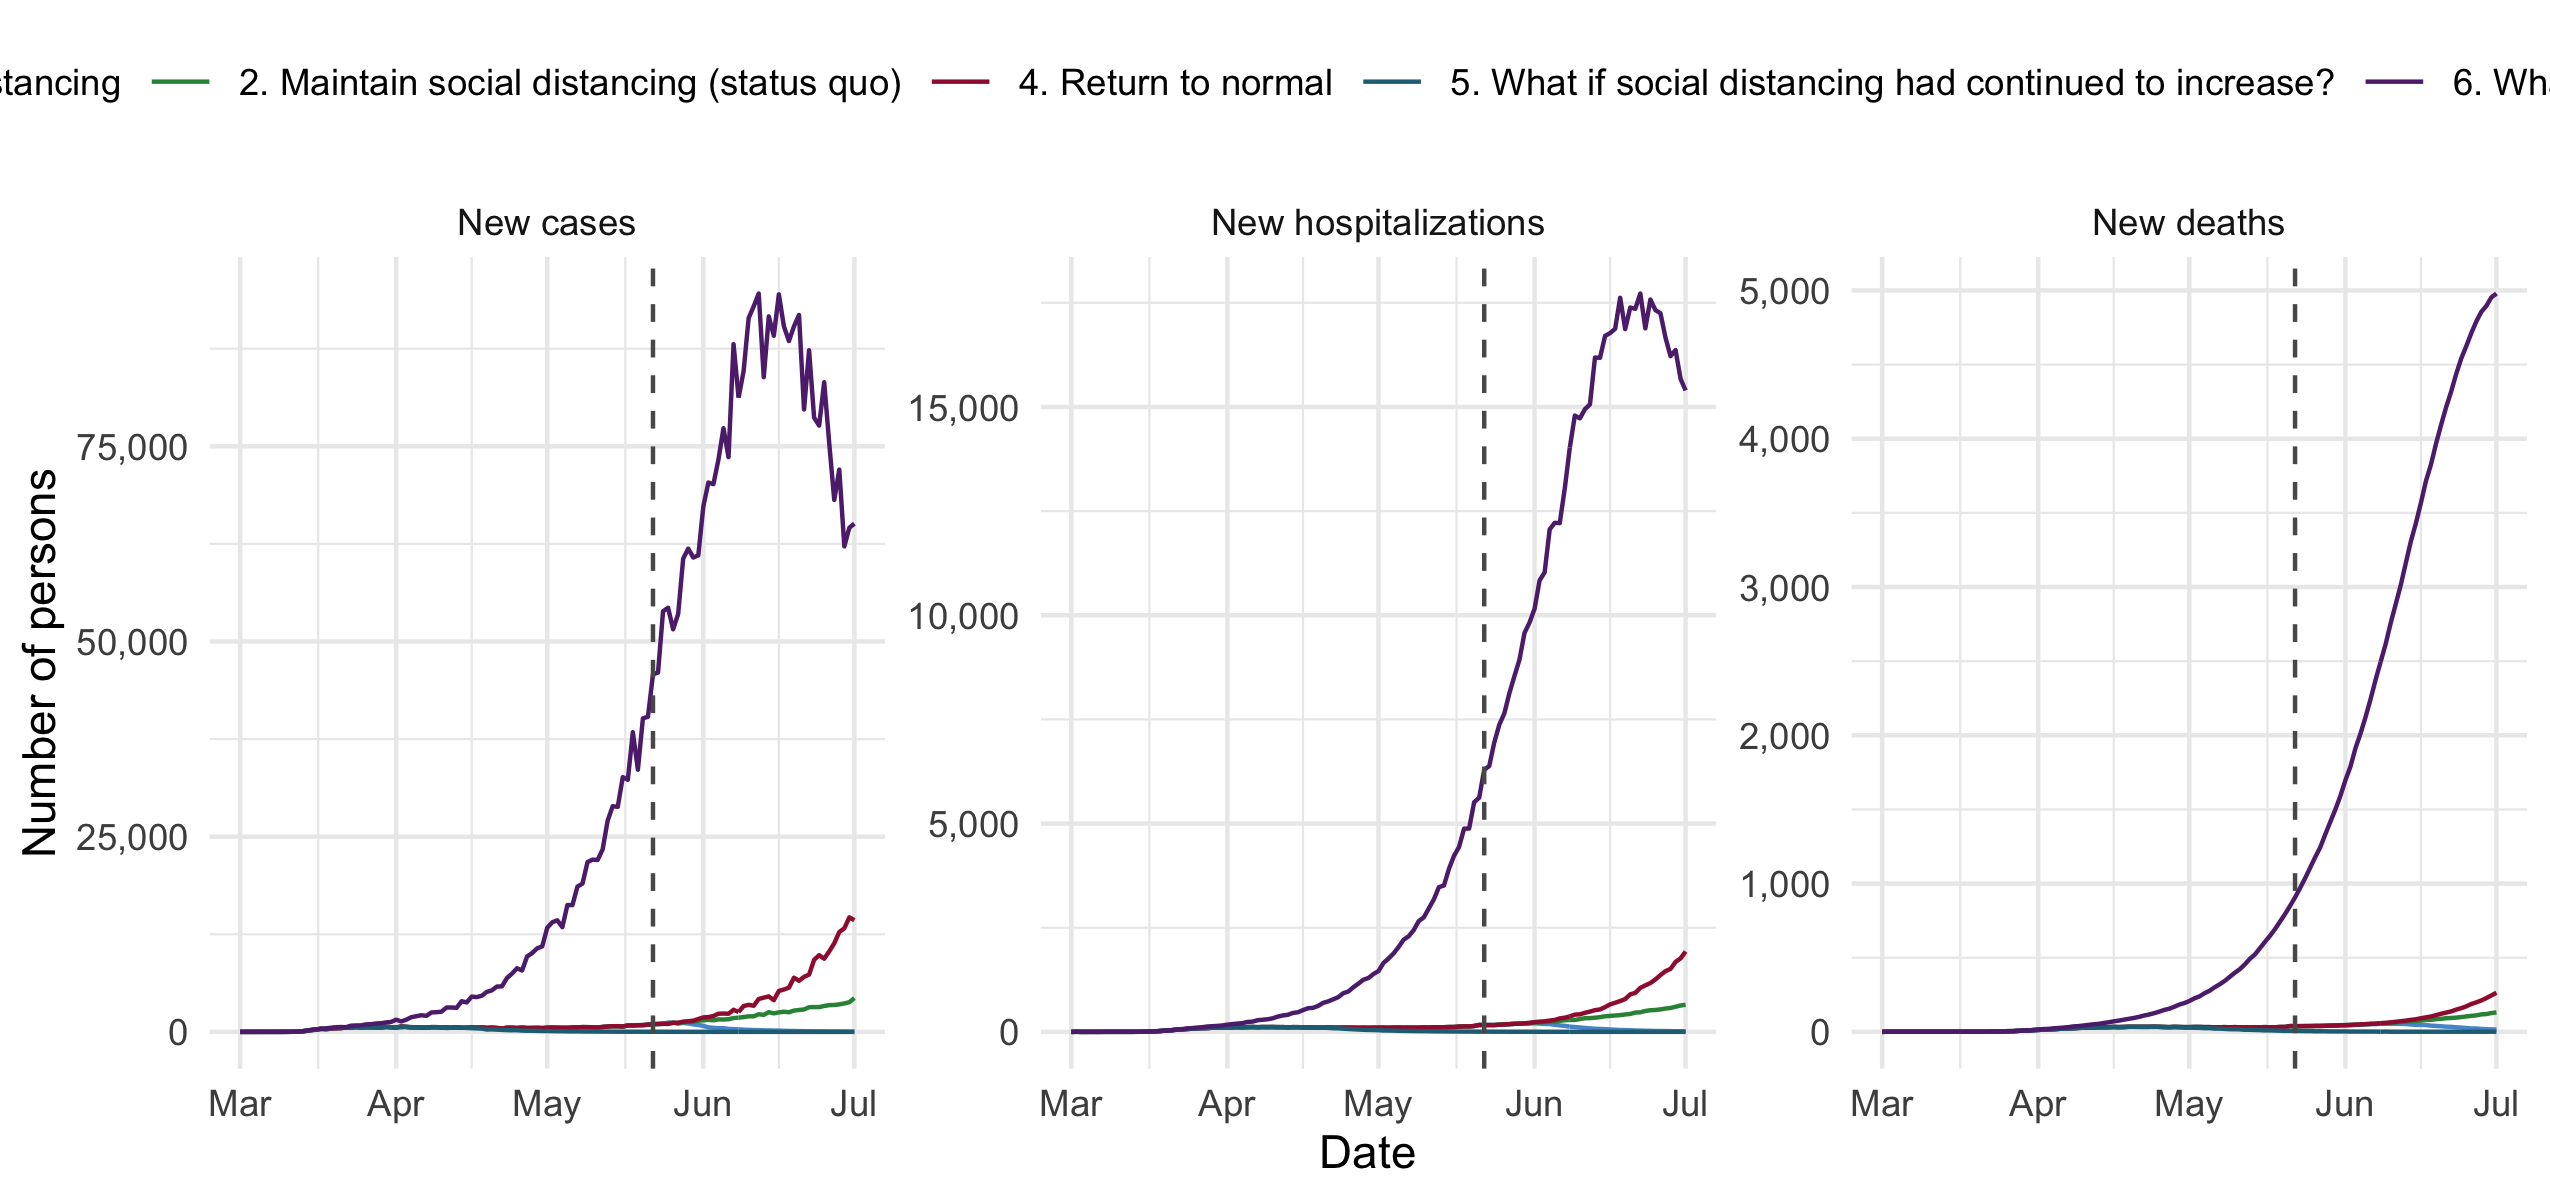 stancing 2. Maintain social distancing (status quo) 4. Return to normal 5. What if social distancing had continued to increase? 6. Wh
New cases New hospitalizations New deaths
Number of persons
75,000
50,000
25,000
0
15,000
10,000
5,000
0
5,000
4,000
3,000
2,000
1,000
0
Mar Apr May Jun Jul Mar Apr May Jun Jul Mar Apr May Jun Jul
Date